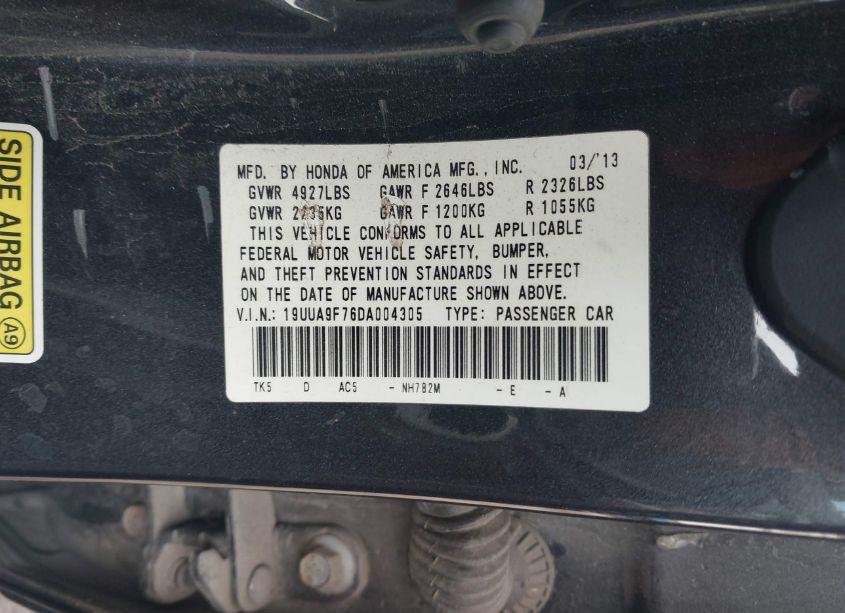 SIDE AIRBAG A9
MFD. BY HONDA OF AMERICA MFG., INC. 03/'13
GVWR 4927LBS GAWR F 2646LBS R 2326LBS
GVWR 2235KG GAWR F 1200KG R 1055KG
THIS VEHICLE CONFORMS TO ALL APPLICABLE
FEDERAL MOTOR VEHICLE SAFETY, BUMPER,
AND THEFT PREVENTION STANDARDS IN EFFECT
ON THE DATE OF MANUFACTURE SHOWN ABOVE.
V.I.N.: 19UUA9F76DA004305 TYPE: PASSENGER CAR
TK5 D AC5 - NH782M - E - A